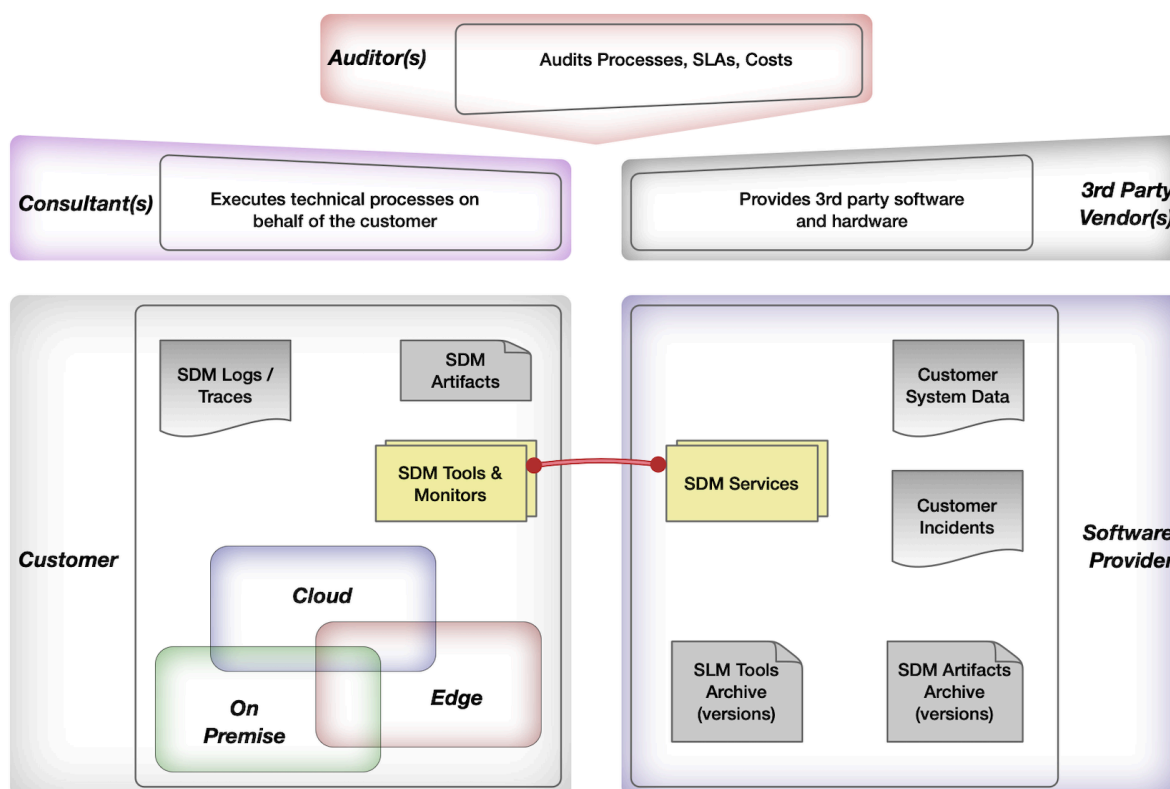 Auditor(s)
Audits Processes, SLAs, Costs
Consultant(s)
Executes technical processes on
behalf of the customer
Provides 3rd party software
and hardware
3rd Party
Vendor(s)
Customer
SDM Logs /
Traces
SDM
Artifacts
SDM Tools &
Monitors
Cloud
On
Premise
Edge
SDM Services
Customer
System Data
Customer
Incidents
Software
Provider
SLM Tools
Archive
(versions)
SDM Artifacts
Archive
(versions)